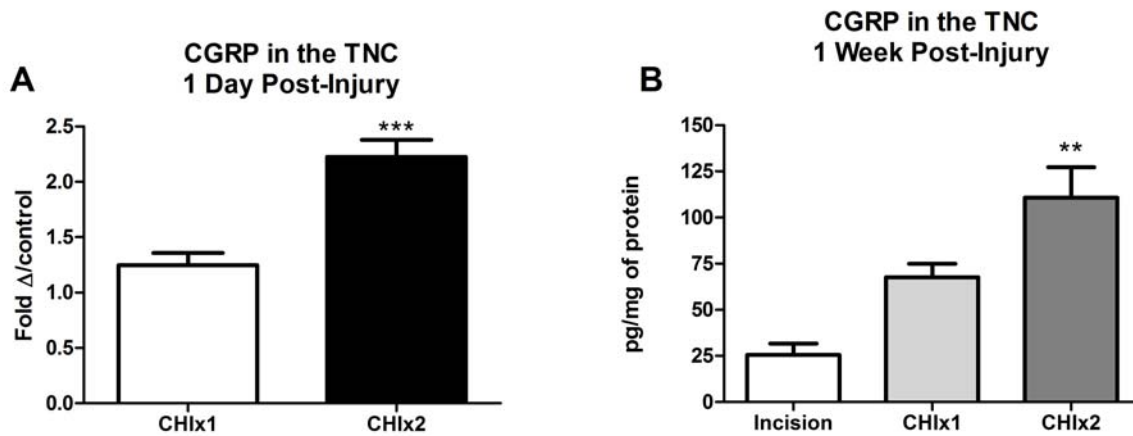 A
CGRP in the TNC
1 Day Post-Injury
Fold Δ/control
2.5
2.0
1.5
1.0
0.5
0.0
***
CHIx1
CHIx2
B
CGRP in the TNC
1 Week Post-Injury
pg/mg of protein
150
125
100
75
50
25
0
**
Incision
CHIx1
CHIx2